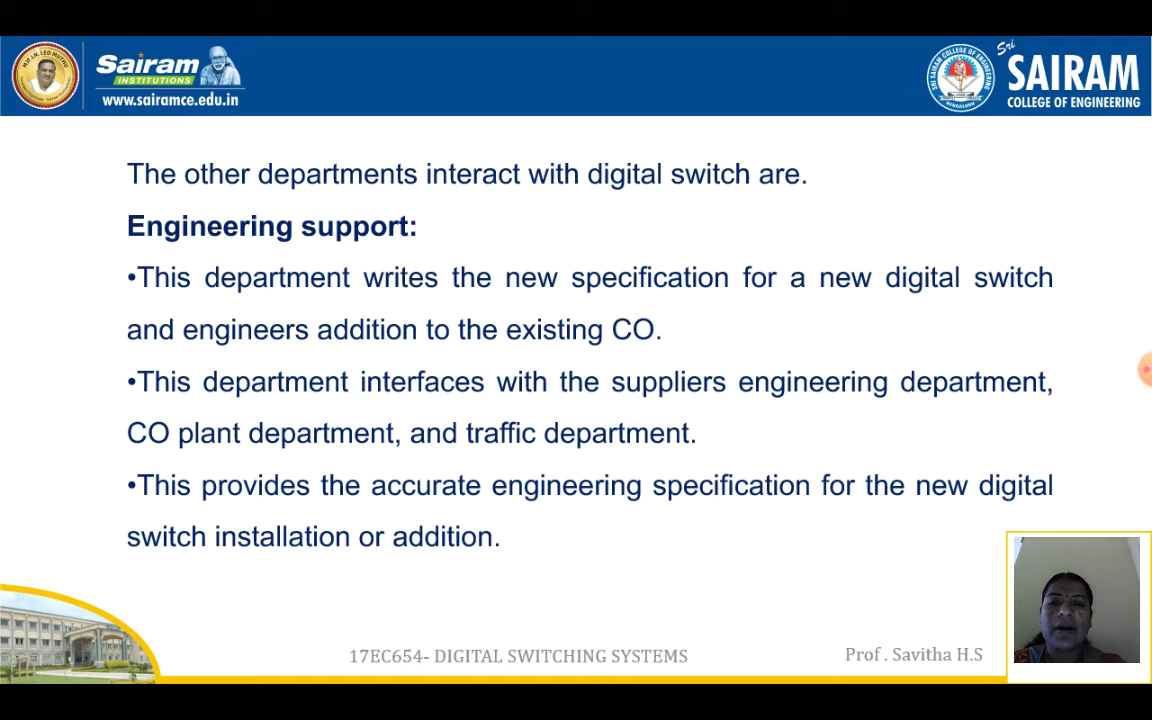 Sairam
INSTITUTIONS
www.sairamce.edu.in
Sri
SAIRAM
COLLEGE OF ENGINEERING
The other departments interact with digital switch are.
Engineering support:
•This department writes the new specification for a new digital switch
and engineers addition to the existing CO.
•This department interfaces with the suppliers engineering department,
CO plant department, and traffic department.
•This provides the accurate engineering specification for the new digital
switch installation or addition.
17EC654- DIGITAL SWITCHING SYSTEMS
Prof . Savitha H.S